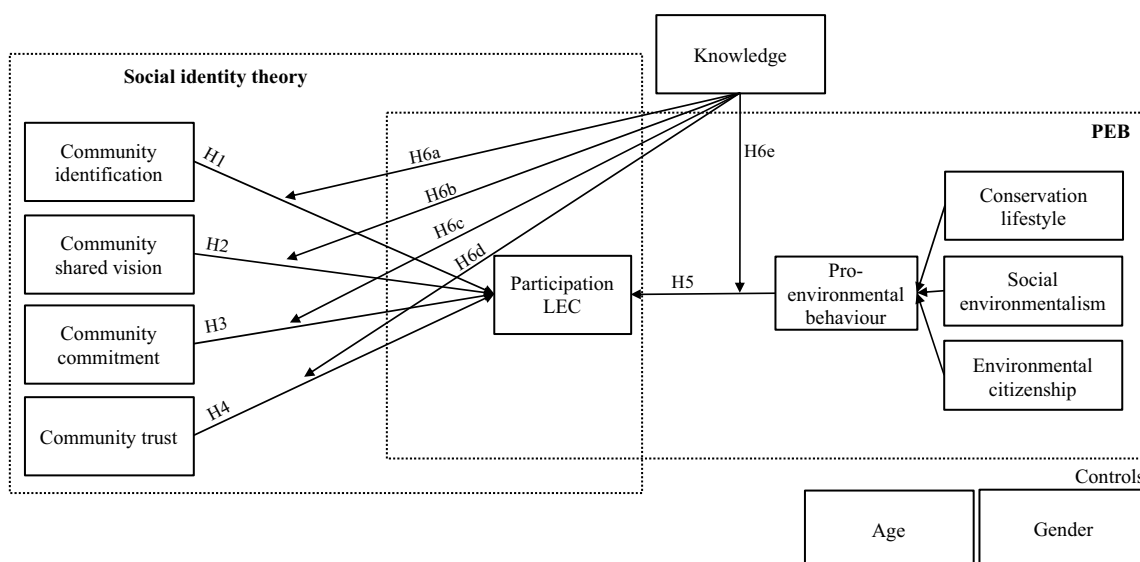 Knowledge
Social identity theory
PEB
Community
identification
H1
H6a
H6e
H6b
Conservation
lifestyle
Community
shared vision
H2
H6c
H6d
Participation
LEC
H5
Pro-
environmental
behaviour
Social
environmentalism
Community
commitment
H3
Environmental
citizenship
Community trust
H4
Controls
Age
Gender